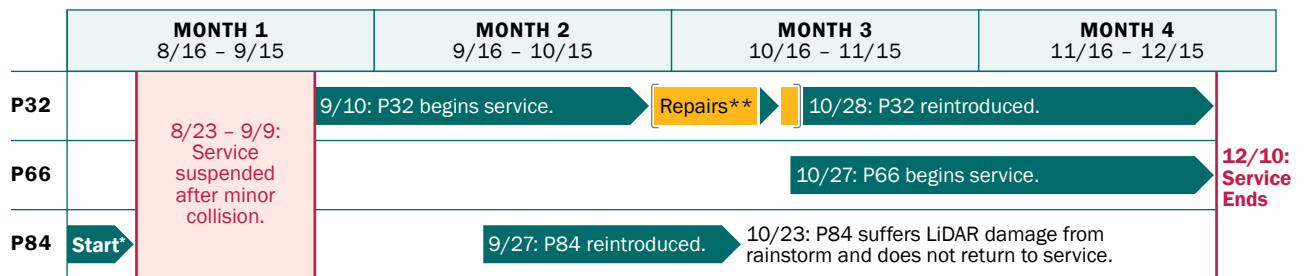 MONTH 1
8/16 – 9/15
MONTH 2
9/16 – 10/15
MONTH 3
10/16 – 11/15
MONTH 4
11/16 – 12/15
P32
8/23 – 9/9:
Service
suspended
after minor
collision.
9/10: P32 begins service.
Repairs**
10/28: P32 reintroduced.
P66
10/27: P66 begins service.
12/10:
Service
Ends
P84
Start*
9/27: P84 reintroduced.
10/23: P84 suffers LiDAR damage from
rainstorm and does not return to service.